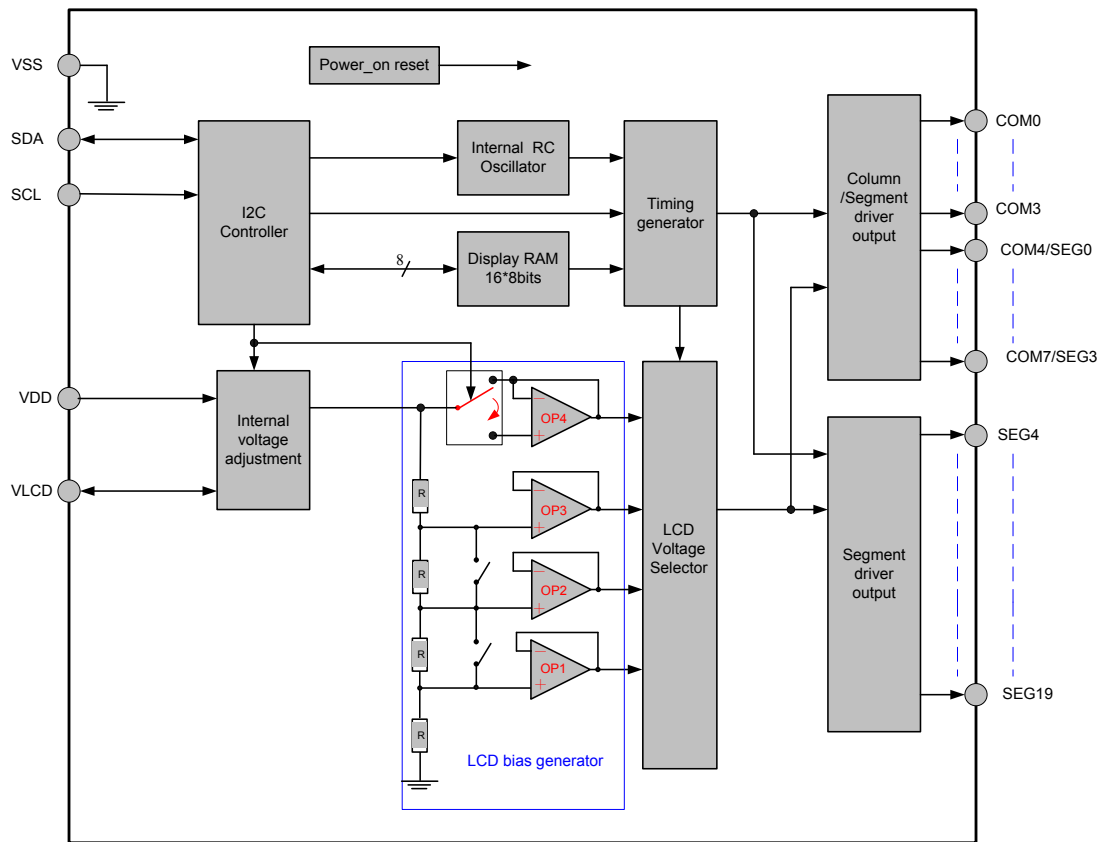 VSS
Power_on reset
SDA
SCL
I2C
Controller
Internal RC
Oscillator
8
Display RAM
16*8bits
Timing
generator
Column
/Segment
driver
output
COM0
COM3
COM4/SEG0
COM7/SEG3
VDD
VLCD
Internal
voltage
adjustment
R
R
R
R
−
OP4
+
−
OP3
+
−
OP2
+
−
OP1
+
LCD bias generator
LCD
Voltage
Selector
Segment
driver
output
SEG4
SEG19